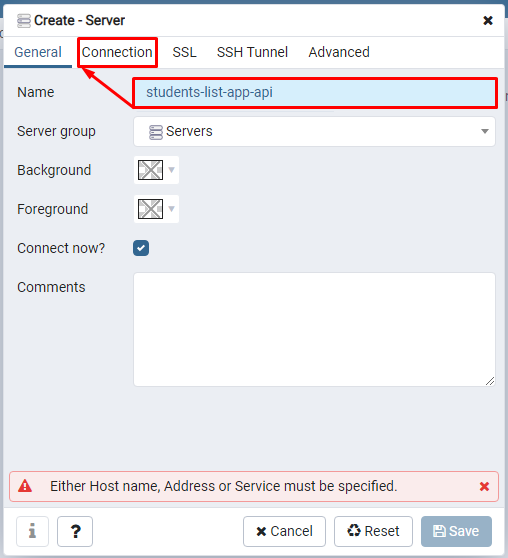 Create - Server
General Connection SSL SSH Tunnel Advanced
Name students-list-app-api
Server group Servers
Background
Foreground
Connect now?
Comments
Either Host name, Address or Service must be specified.
i ? Cancel Reset Save